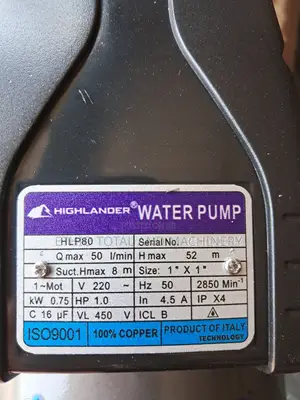 HIGHLANDER® WATER PUMP
HLP80 Serial No.
TOTAL MACHINERY
Q max 50 l/min H max 52 m
Suct.Hmax 8 m Size: 1" X 1"
1~Mot V 220 ~ Hz 50 2850 Min⁻¹
kW 0.75 HP 1.0 In 4.5 A IP X4
C 16 µF VL 450 V ICL B
ISO9001 100% COPPER PRODUCT OF ITALY
TECHNOLOGY